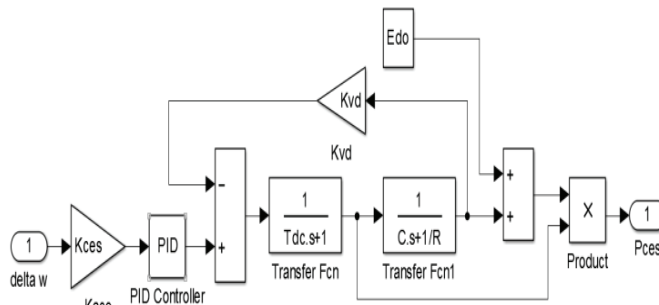 Edo
Kvd
Kvd
−
+
1
Tdc.s+1
Transfer Fcn
1
C.s+1/R
Transfer Fcn1
+
+
X
Product
1
Pces
1
delta w
Kces
PID
PID Controller